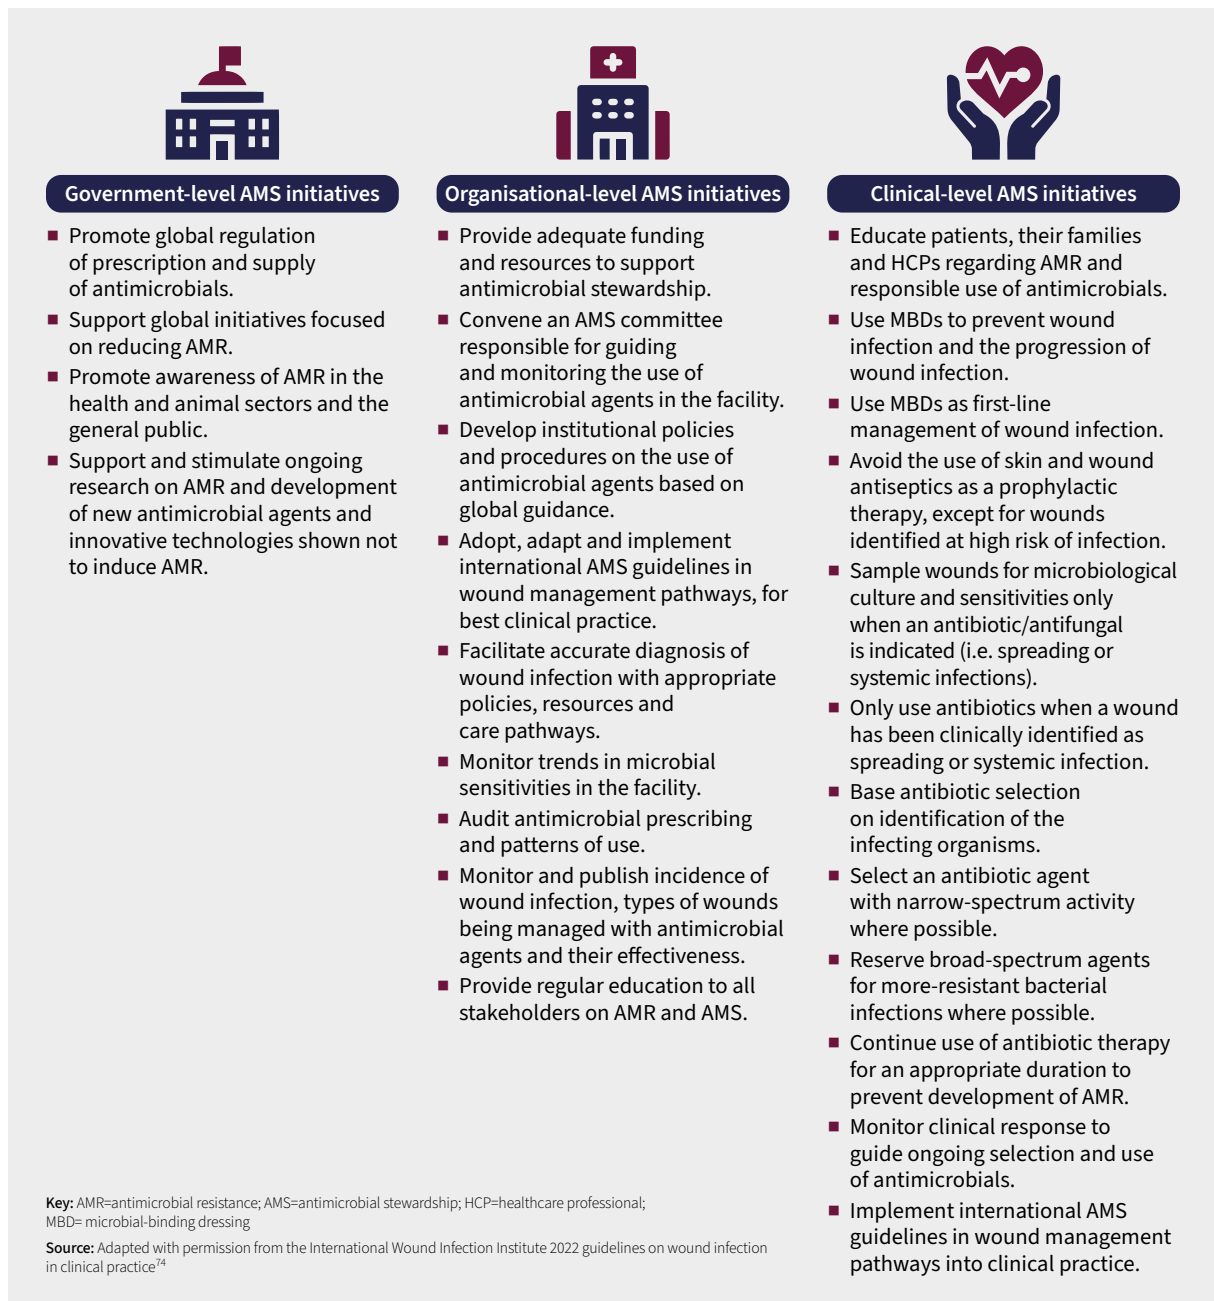 Government-level AMS initiatives
■ Promote global regulation
of prescription and supply
of antimicrobials.
■ Support global initiatives focused
on reducing AMR.
■ Promote awareness of AMR in the
health and animal sectors and the
general public.
■ Support and stimulate ongoing
research on AMR and development
of new antimicrobial agents and
innovative technologies shown not
to induce AMR.
Organisational-level AMS initiatives
■ Provide adequate funding
and resources to support
antimicrobial stewardship.
■ Convene an AMS committee
responsible for guiding
and monitoring the use of
antimicrobial agents in the facility.
■ Develop institutional policies
and procedures on the use of
antimicrobial agents based on
global guidance.
■ Adopt, adapt and implement
international AMS guidelines in
wound management pathways, for
best clinical practice.
■ Facilitate accurate diagnosis of
wound infection with appropriate
policies, resources and
care pathways.
■ Monitor trends in microbial
sensitivities in the facility.
■ Audit antimicrobial prescribing
and patterns of use.
■ Monitor and publish incidence of
wound infection, types of wounds
being managed with antimicrobial
agents and their effectiveness.
■ Provide regular education to all
stakeholders on AMR and AMS.
Clinical-level AMS initiatives
■ Educate patients, their families
and HCPs regarding AMR and
responsible use of antimicrobials.
■ Use MBDs to prevent wound
infection and the progression of
wound infection.
■ Use MBDs as first-line
management of wound infection.
■ Avoid the use of skin and wound
antiseptics as a prophylactic
therapy, except for wounds
identified at high risk of infection.
■ Sample wounds for microbiological
culture and sensitivities only
when an antibiotic/antifungal
is indicated (i.e. spreading or
systemic infections).
■ Only use antibiotics when a wound
has been clinically identified as
spreading or systemic infection.
■ Base antibiotic selection
on identification of the
infecting organisms.
■ Select an antibiotic agent
with narrow-spectrum activity
where possible.
■ Reserve broad-spectrum agents
for more-resistant bacterial
infections where possible.
■ Continue use of antibiotic therapy
for an appropriate duration to
prevent development of AMR.
■ Monitor clinical response to
guide ongoing selection and use
of antimicrobials.
■ Implement international AMS
guidelines in wound management
pathways into clinical practice.
Key: AMR=antimicrobial resistance; AMS=antimicrobial stewardship; HCP=healthcare professional;
MBD= microbial-binding dressing
Source: Adapted with permission from the International Wound Infection Institute 2022 guidelines on wound infection
in clinical practice74